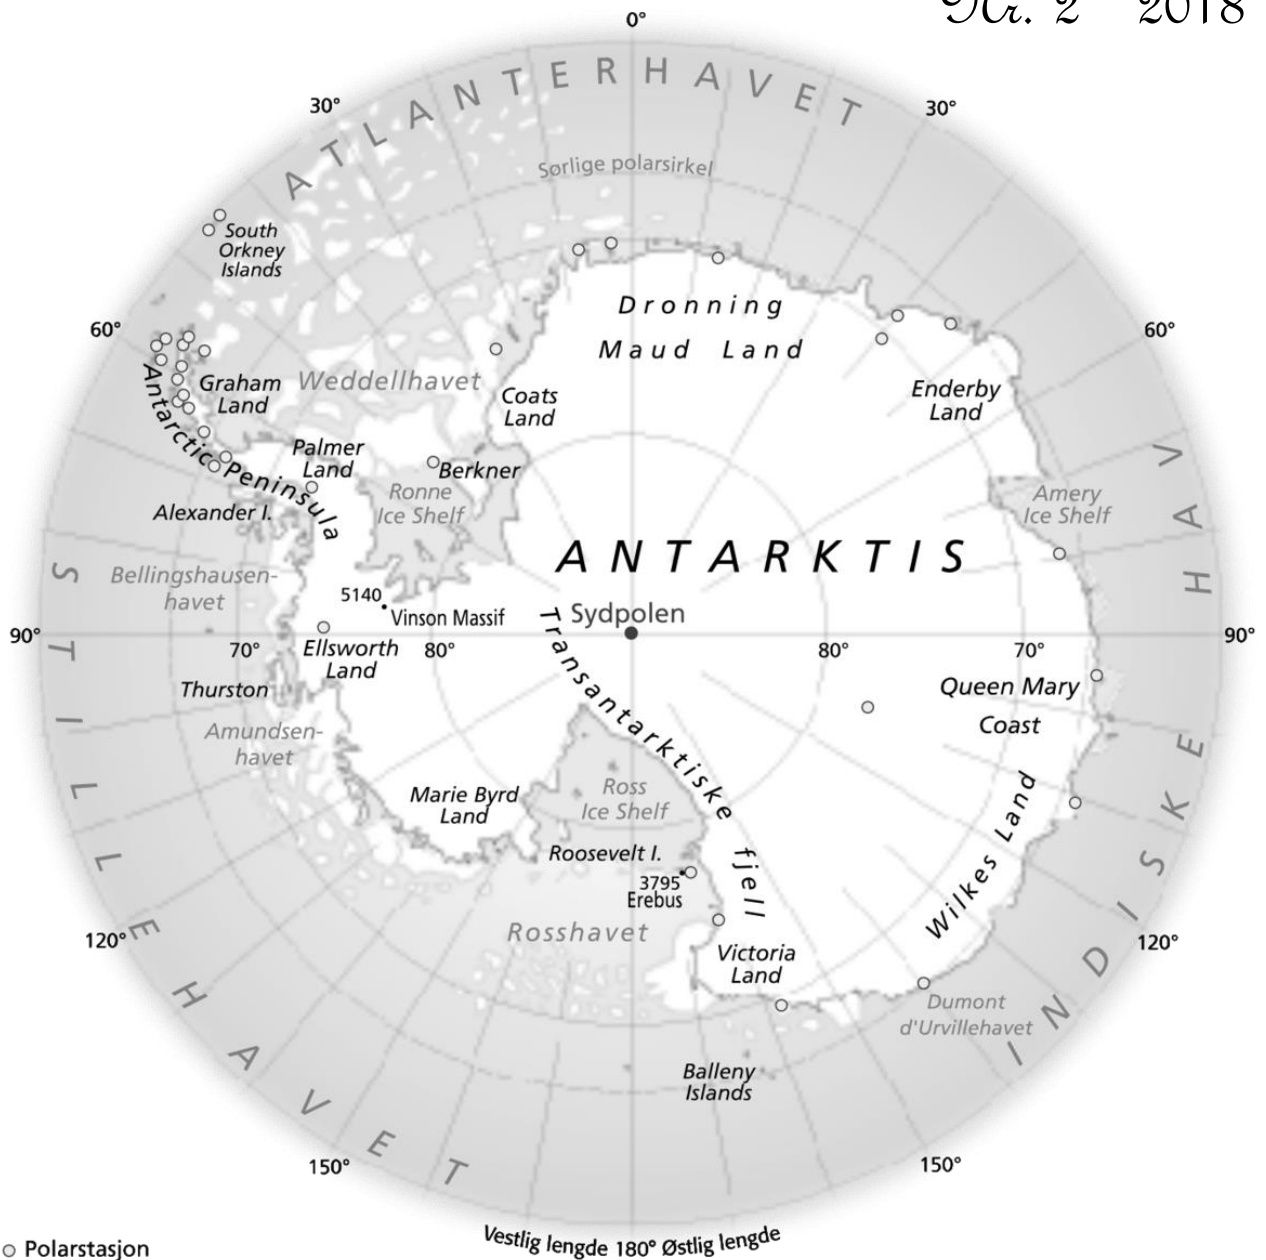 Nr. 2 2018
0°
30°
30°
ATLANTERHAVET
Sørlige polarsirkel
South
Orkney
Islands
60°
60°
Dronning
Maud Land
Graham
Land
Weddellhavet
Coats
Land
Enderby
Land
Antarctic Peninsula
Palmer
Land
Berkner
Ronne
Ice Shelf
Amery
Ice Shelf
Alexander I.
ANTARKTIS
Bellingshausen-
havet
5140
Vinson Massif
Sydpolen
90°
70°
80°
80°
70°
90°
Ellsworth
Land
Transantarktiske fjell
Thurston
Queen Mary
Coast
Amundsen-
havet
Marie Byrd
Land
Ross
Ice Shelf
Roosevelt I.
3795
Erebus
Wilkes Land
Rosshavet
Victoria
Land
120°
120°
Dumont
d'Urvillehavet
Balleny
Islands
STILLEHAVET
INDISKE HAV
150°
150°
Vestlig lengde 180° Østlig lengde
Polarstasjon